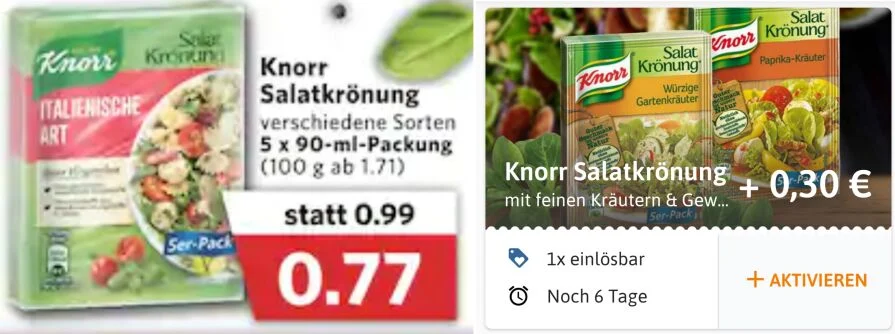 Knorr
Salat
Krönung
ITALIENISCHE
ART
5er-Pack
Knorr
Salatkrönung
verschiedene Sorten
5 x 90-ml-Packung
(100 g ab 1.71)
statt 0.99
0.77
Knorr
Salat
Krönung
Würzige
Gartenkräuter
Knorr
Salat
Krönung
Paprika-Kräuter
5er-Pack
Knorr Salatkrönung
mit feinen Kräutern & Gew...
+ 0,30 €
1x einlösbar
Noch 6 Tage
+ AKTIVIEREN